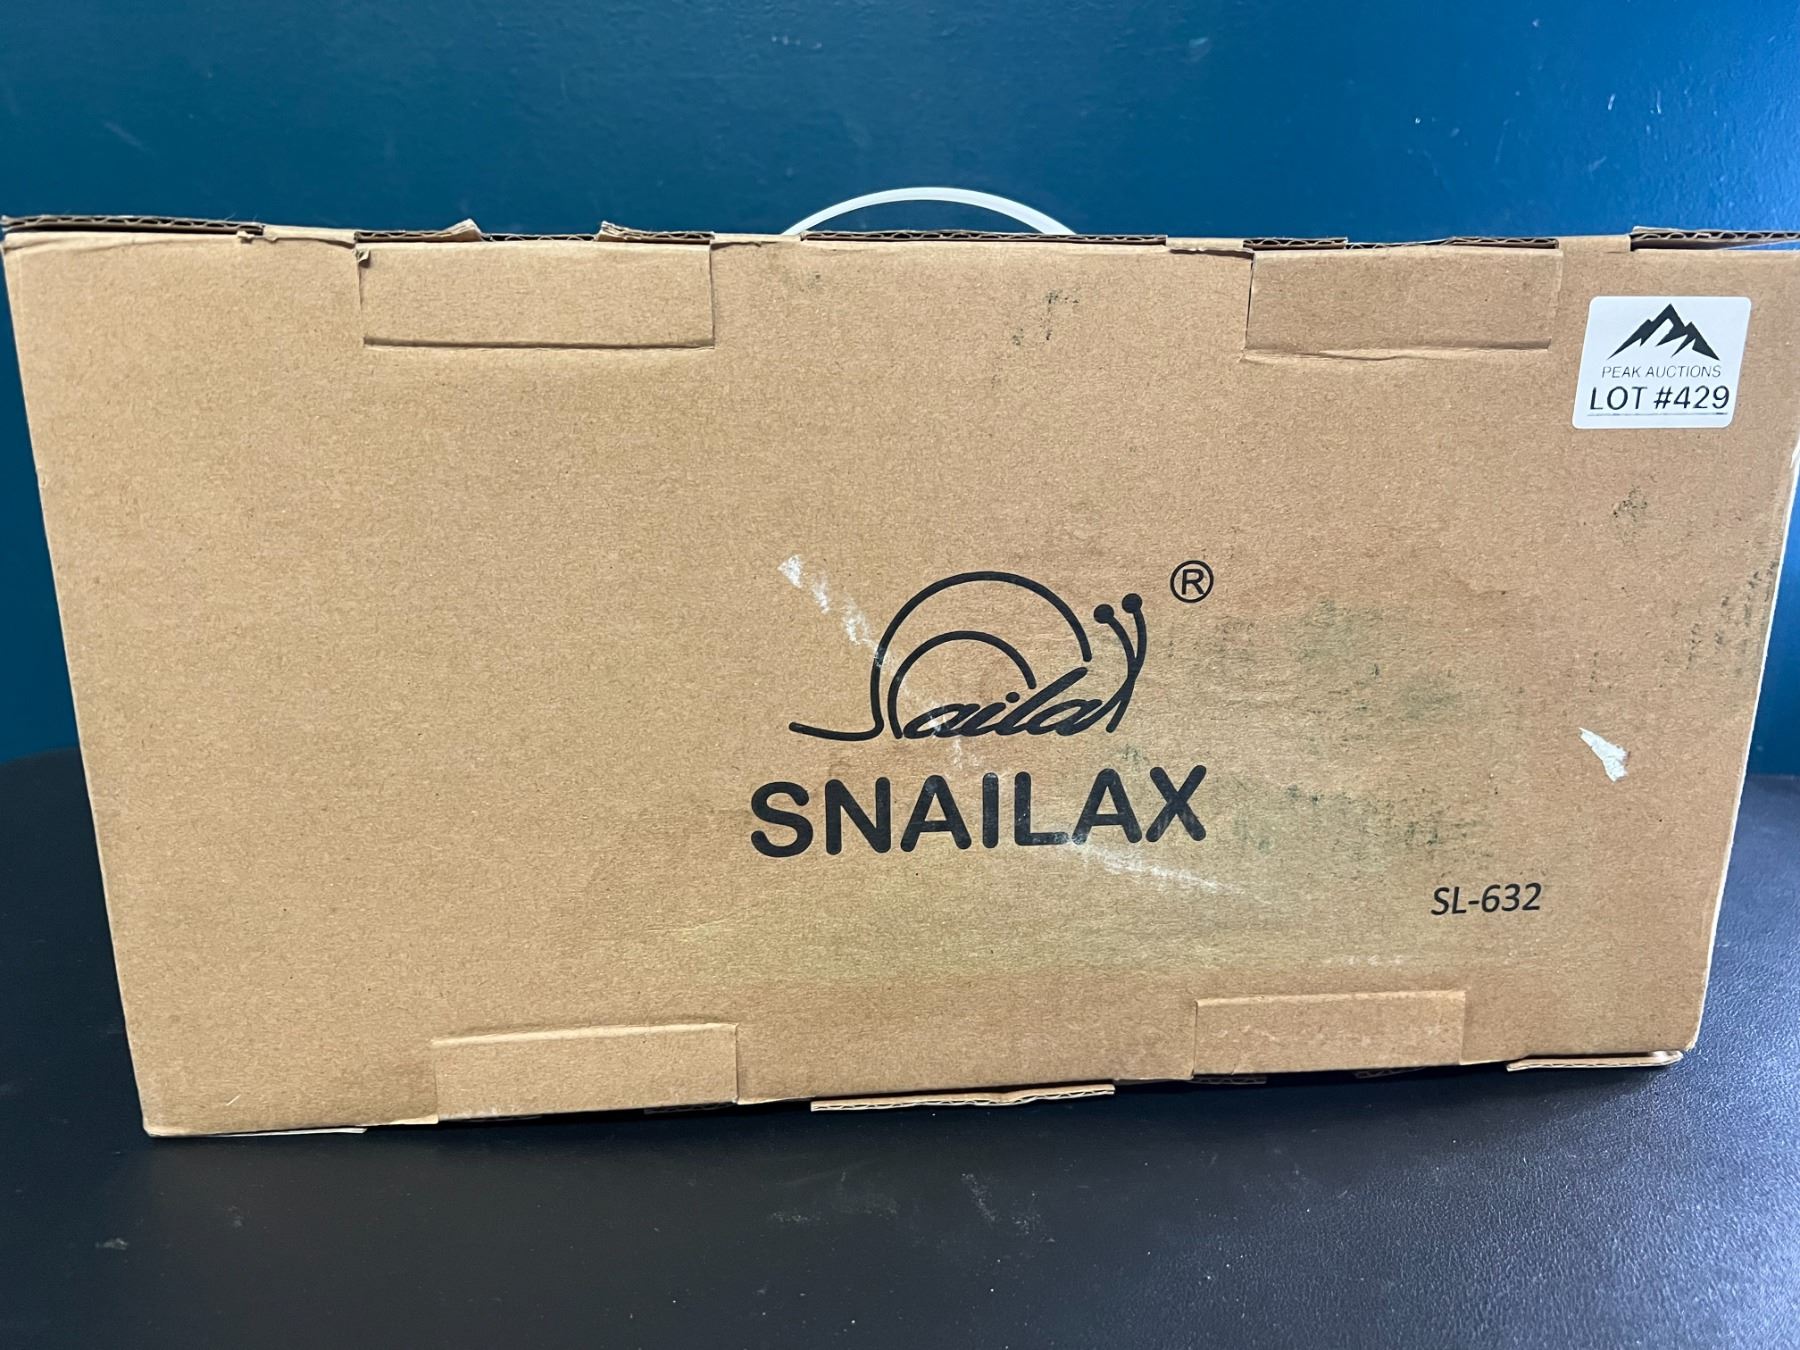 PEAK AUCTIONS
LOT #429
®
Snailax
SNAILAX
SL-632